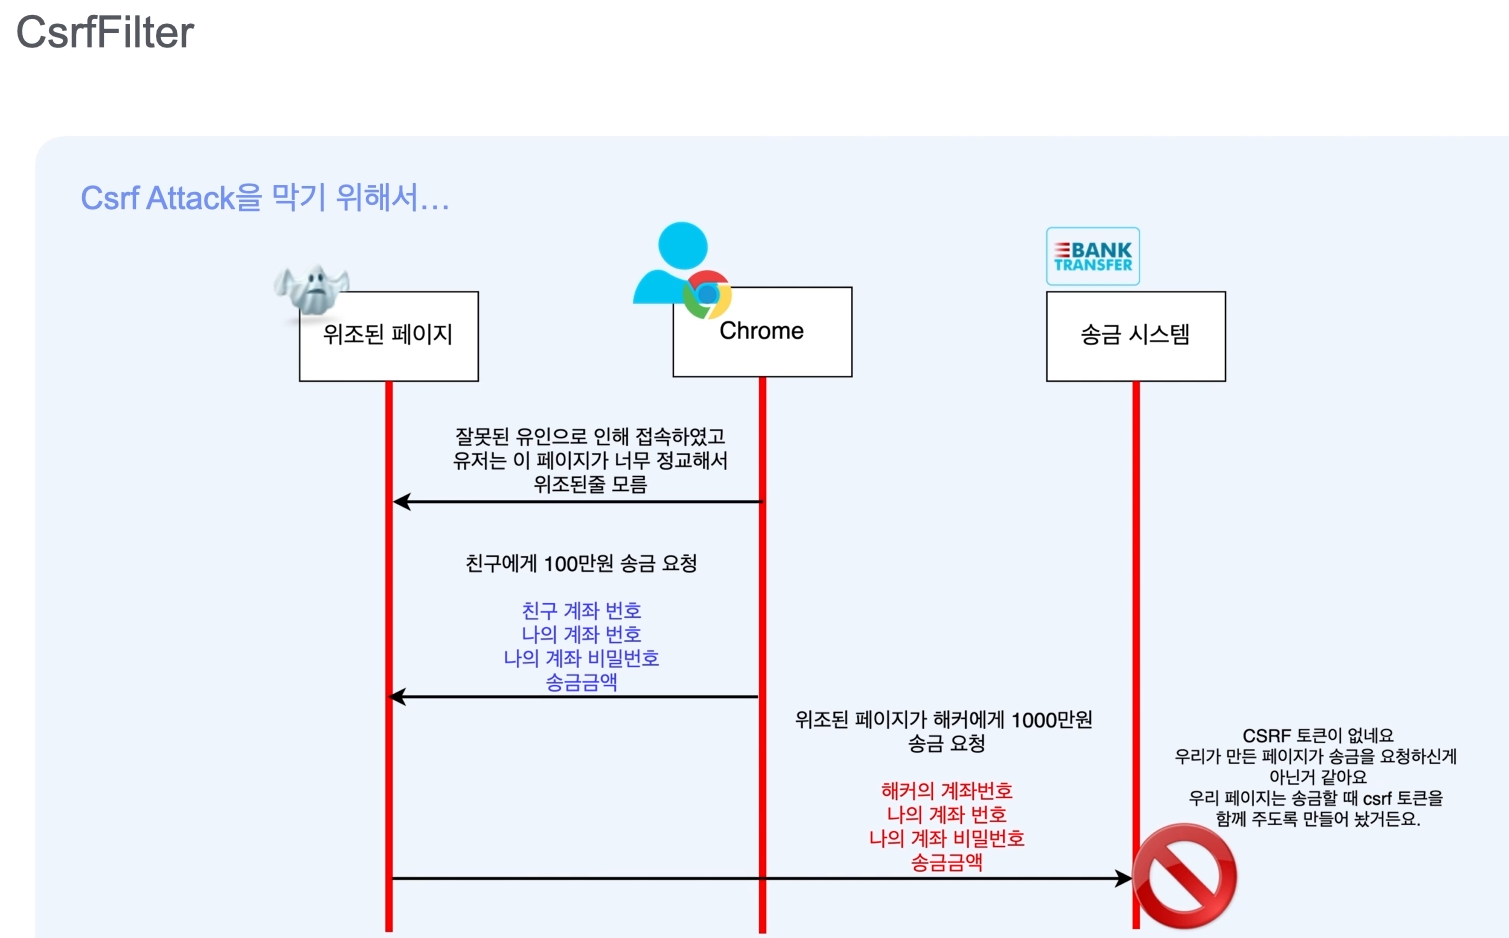 CsrfFilter
Csrf Attack을 막기 위해서...
BANK
TRANSFER
위조된 페이지
Chrome
송금 시스템
잘못된 유인으로 인해 접속하였고
유저는 이 페이지가 너무 정교해서
위조된줄 모름
친구에게 100만원 송금 요청
친구 계좌 번호
나의 계좌 번호
나의 계좌 비밀번호
송금금액
위조된 페이지가 해커에게 1000만원
송금 요청
해커의 계좌번호
나의 계좌 번호
나의 계좌 비밀번호
송금금액
CSRF 토큰이 없네요
우리가 만든 페이지가 송금을 요청하신게
아닌거 같아요
우리 페이지는 송금할 때 csrf 토큰을
함께 주도록 만들어 놨거든요.